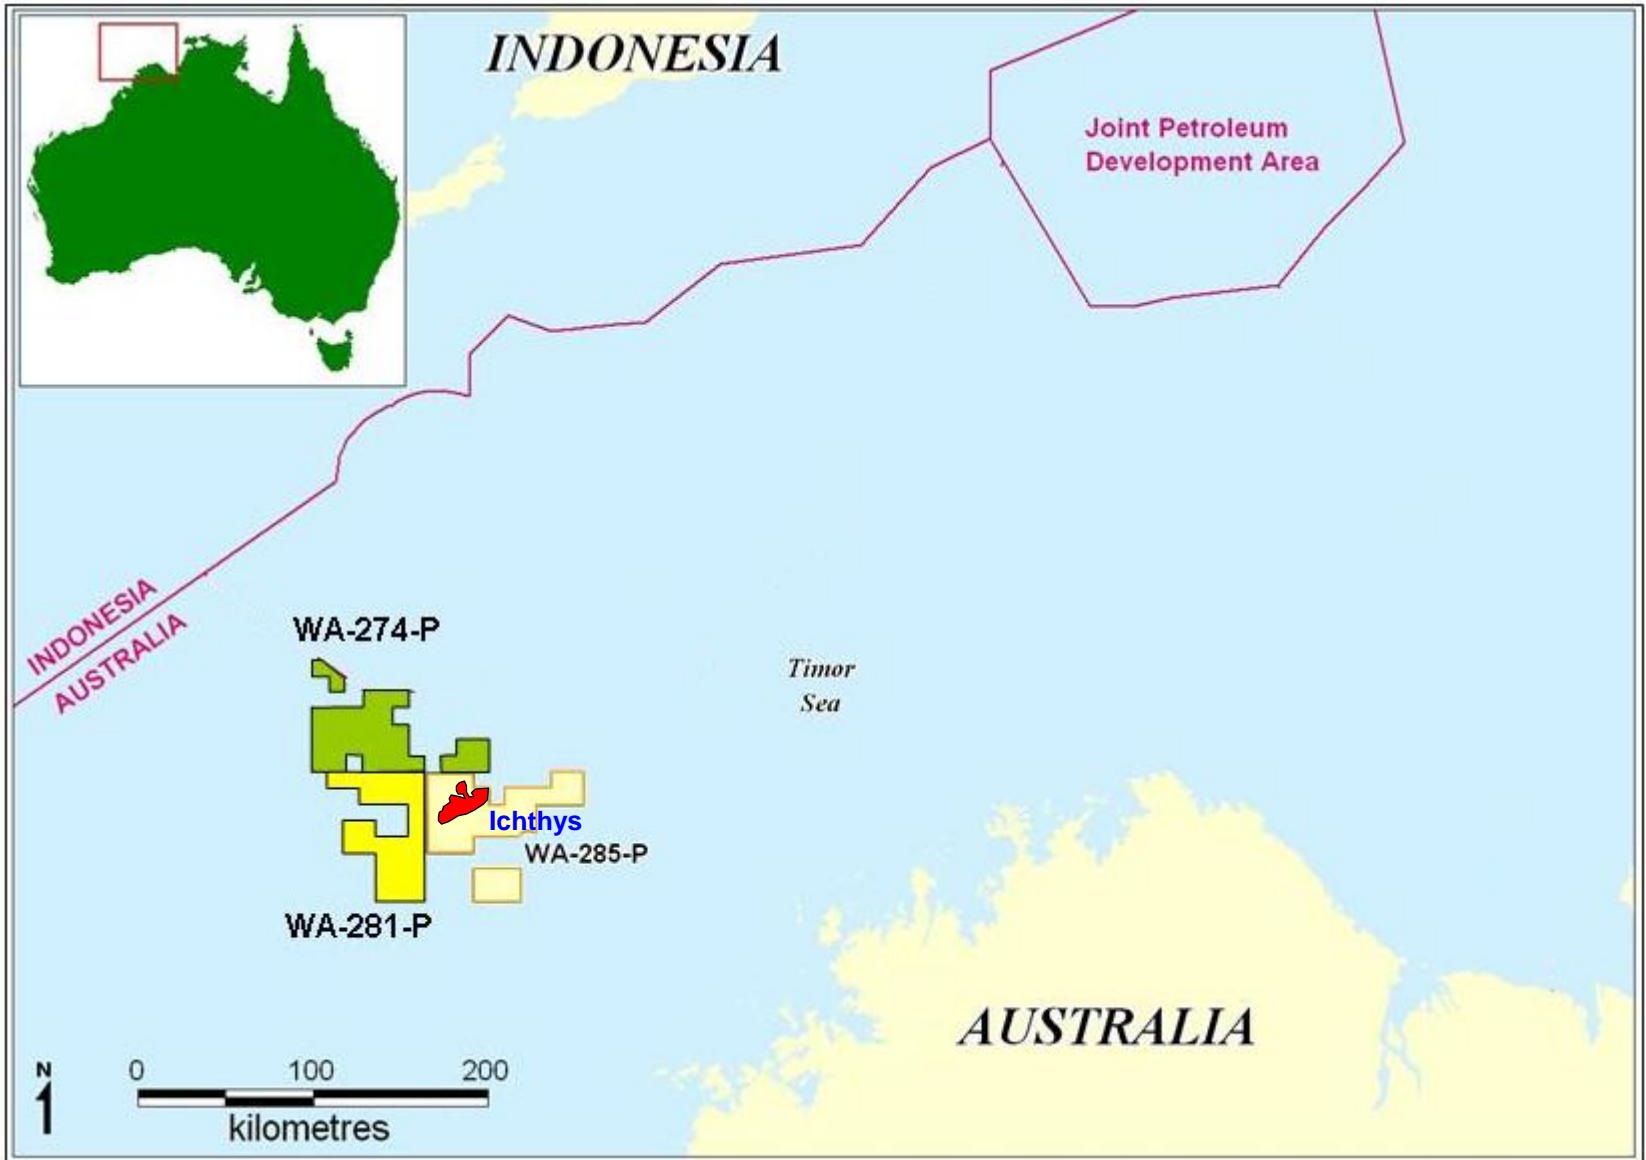 INDONESIA
Joint Petroleum
Development Area
INDONESIA
AUSTRALIA
WA-274-P
Timor
Sea
Ichthys
WA-285-P
WA-281-P
AUSTRALIA
N
0 100 200
kilometres